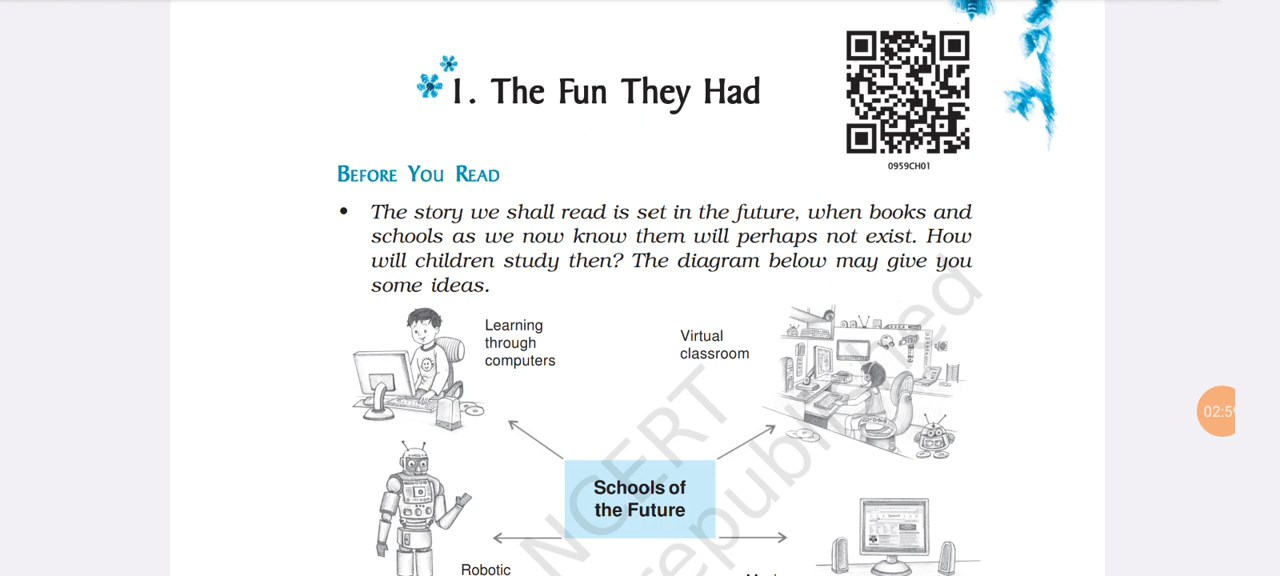 1. The Fun They Had
0959CH01
BEFORE YOU READ
• The story we shall read is set in the future, when books and
schools as we now know them will perhaps not exist. How
will children study then? The diagram below may give you
some ideas.
Learning
through
computers
Virtual
classroom
Schools of
the Future
Robotic
NCERT
republished